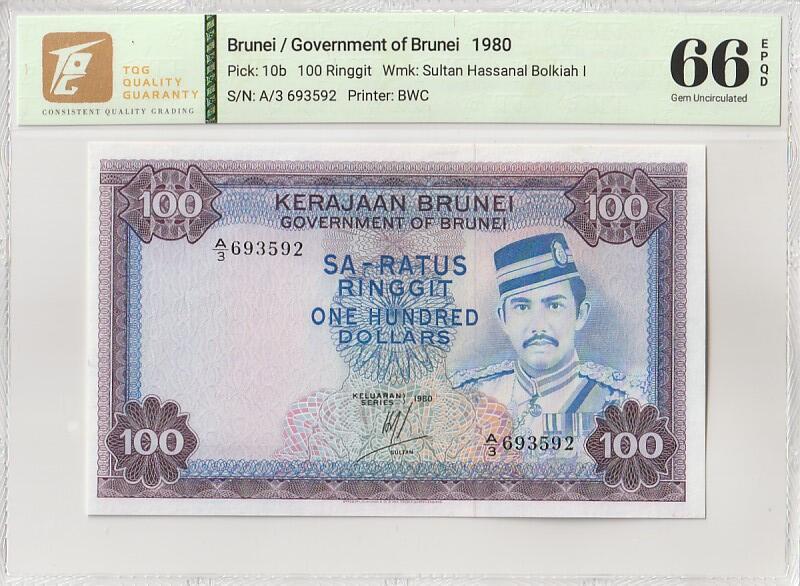 TQG
QUALITY
GUARANTY
CONSISTENT QUALITY GRADING
Brunei / Government of Brunei 1980
Pick: 10b 100 Ringgit Wmk: Sultan Hassanal Bolkiah I
S/N: A/3 693592 Printer: BWC
66
EPQD
Gem Uncirculated
100
KERAJAAN BRUNEI
GOVERNMENT OF BRUNEI
100
A/3 693592
SA-RATUS
RINGGIT
ONE HUNDRED
DOLLARS
KELUARAN)
SERIES ) 1980
SULTAN
A/3 693592
100
100